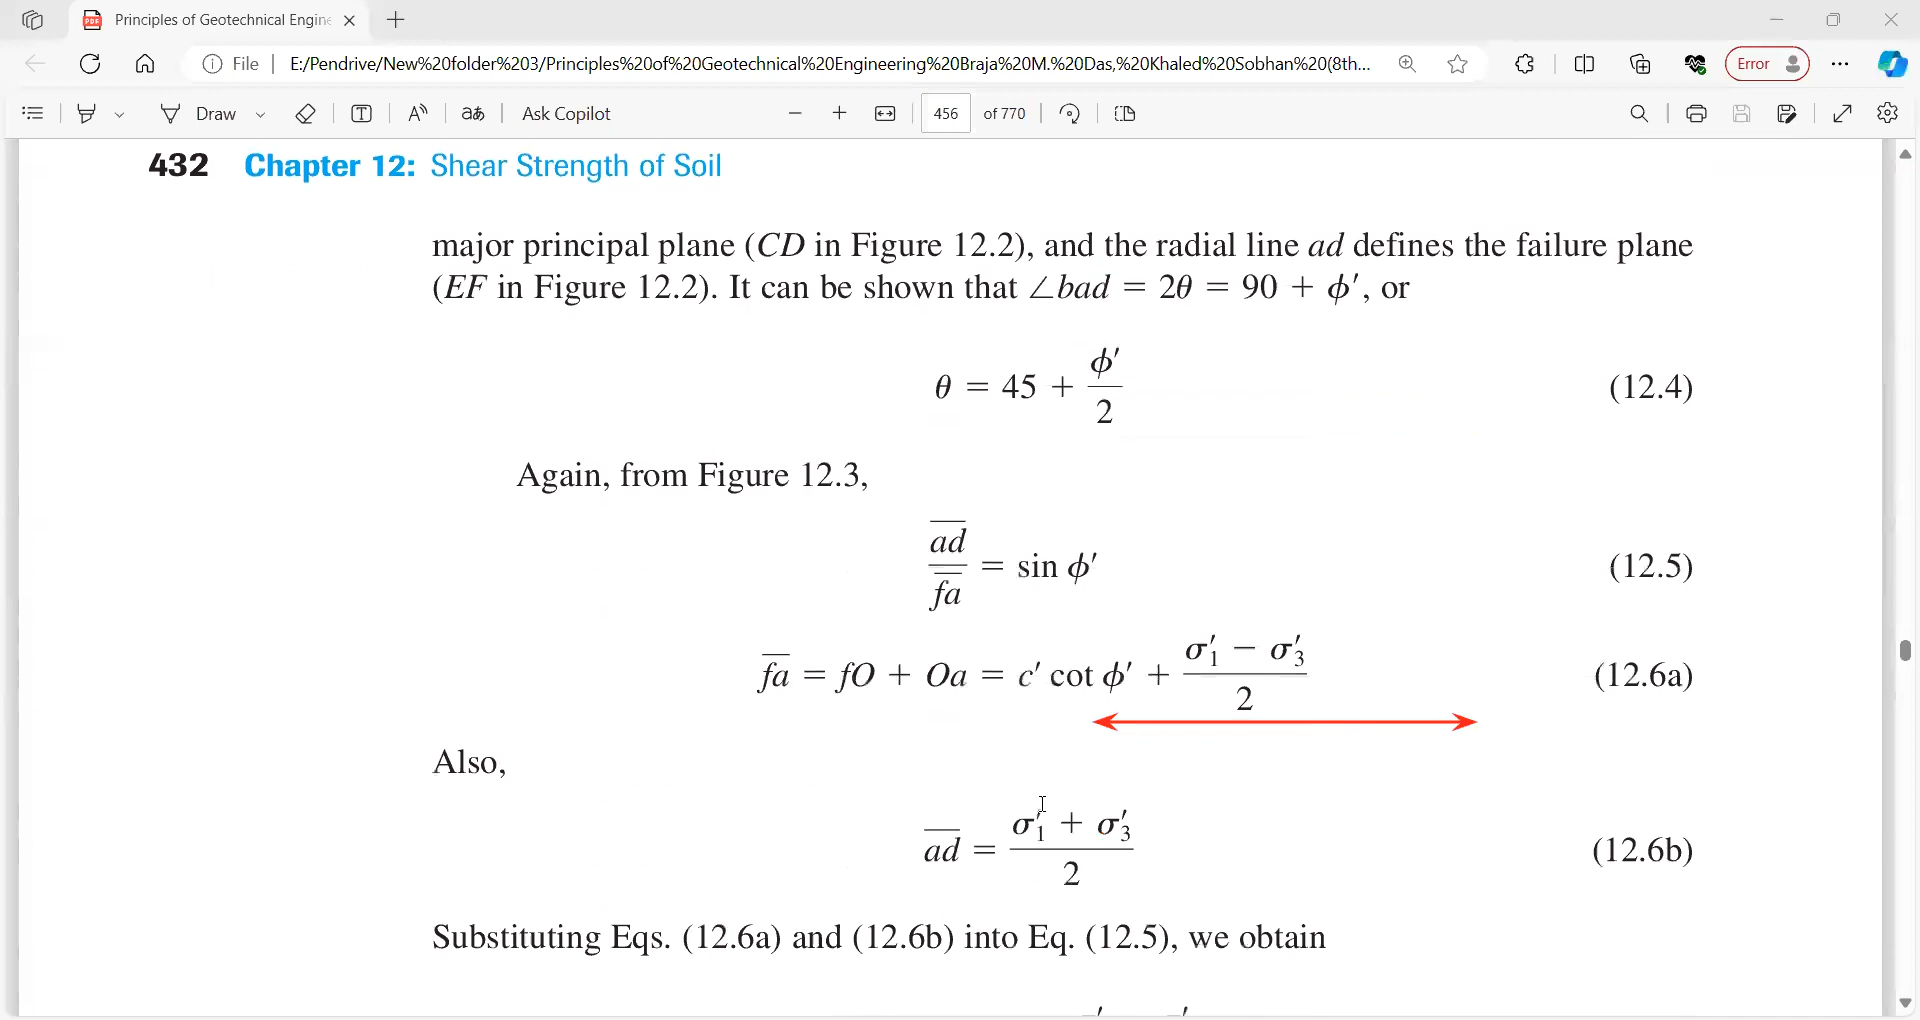 Principles of Geotechnical Engine
File
E:/Pendrive/New%20folder%203/Principles%20of%20Geotechnical%20Engineering%20Braja%20M.%20Das,%20Khaled%20Sobhan%20(8th...
Error
Draw
Ask Copilot
456 of 770
432 Chapter 12: Shear Strength of Soil
major principal plane (CD in Figure 12.2), and the radial line ad defines the failure plane
(EF in Figure 12.2). It can be shown that ∠bad = 2θ = 90 + ϕ′, or
θ = 45 + ϕ′/2 (12.4)
Again, from Figure 12.3,
a͞d/f͞a = sin ϕ′ (12.5)
f͞a = fO + Oa = c′ cot ϕ′ + (σ′₁ − σ′₃)/2 (12.6a)
Also,
a͞d = (σ′₁ + σ′₃)/2 (12.6b)
Substituting Eqs. (12.6a) and (12.6b) into Eq. (12.5), we obtain